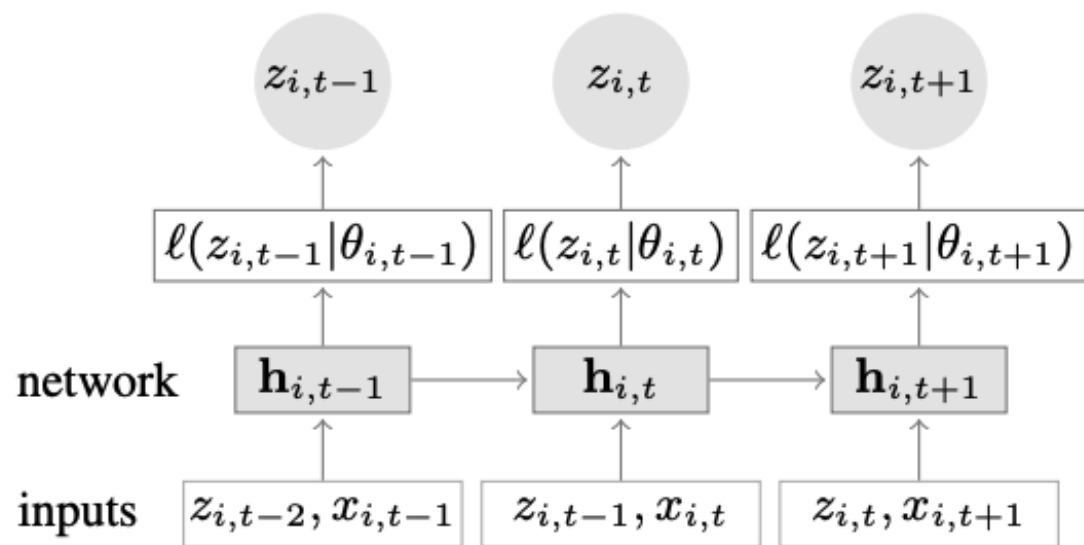 z_{i,t−1} z_{i,t} z_{i,t+1}
ℓ(z_{i,t−1}|θ_{i,t−1}) ℓ(z_{i,t}|θ_{i,t}) ℓ(z_{i,t+1}|θ_{i,t+1})
network h_{i,t−1} h_{i,t} h_{i,t+1}
inputs z_{i,t−2}, x_{i,t−1} z_{i,t−1}, x_{i,t} z_{i,t}, x_{i,t+1}